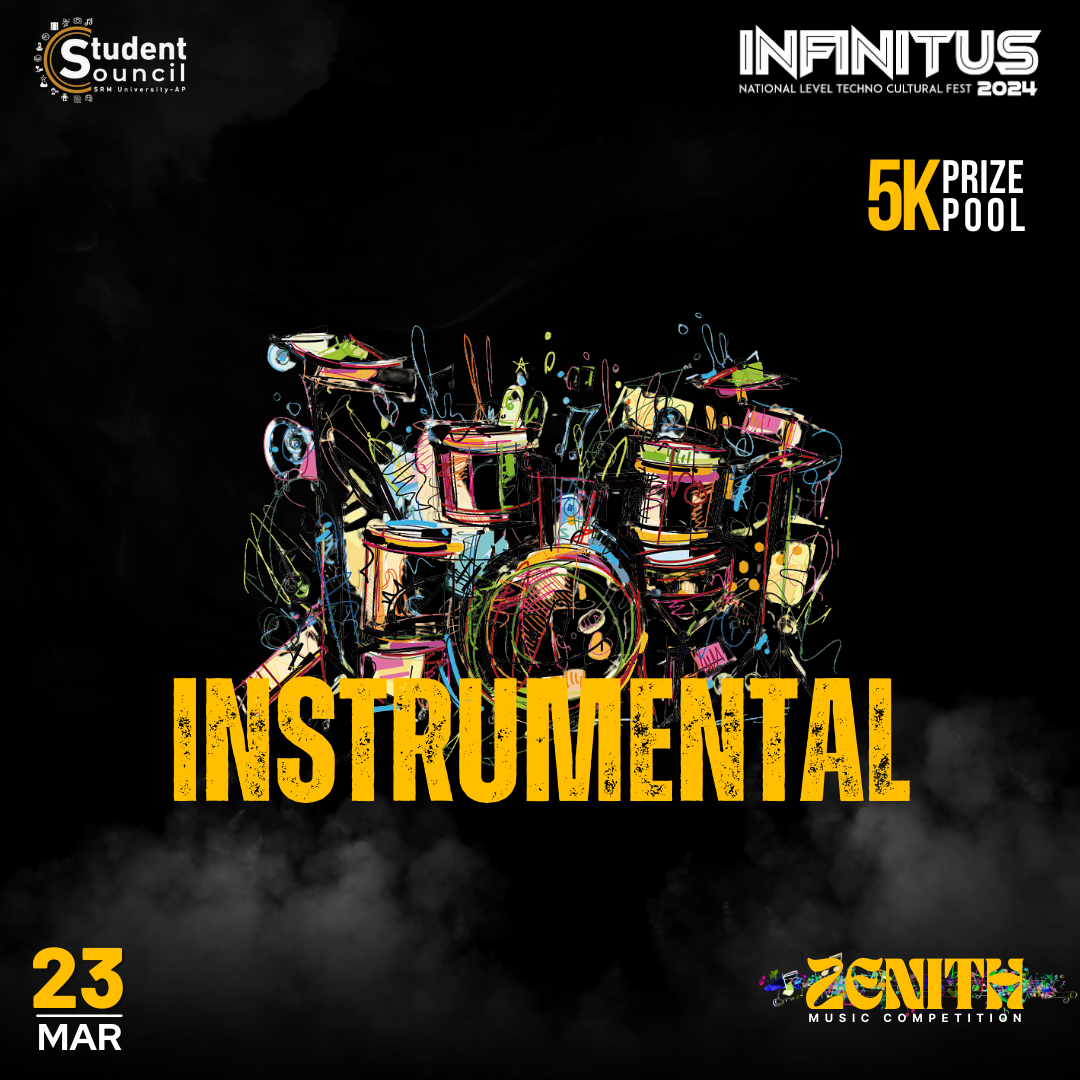 Student
Council
SRM University-AP
INFINITUS
NATIONAL LEVEL TECHNO CULTURAL FEST 2024
5K PRIZE
POOL
INSTRUMENTAL
23
MAR
ZENITH
MUSIC COMPETITION